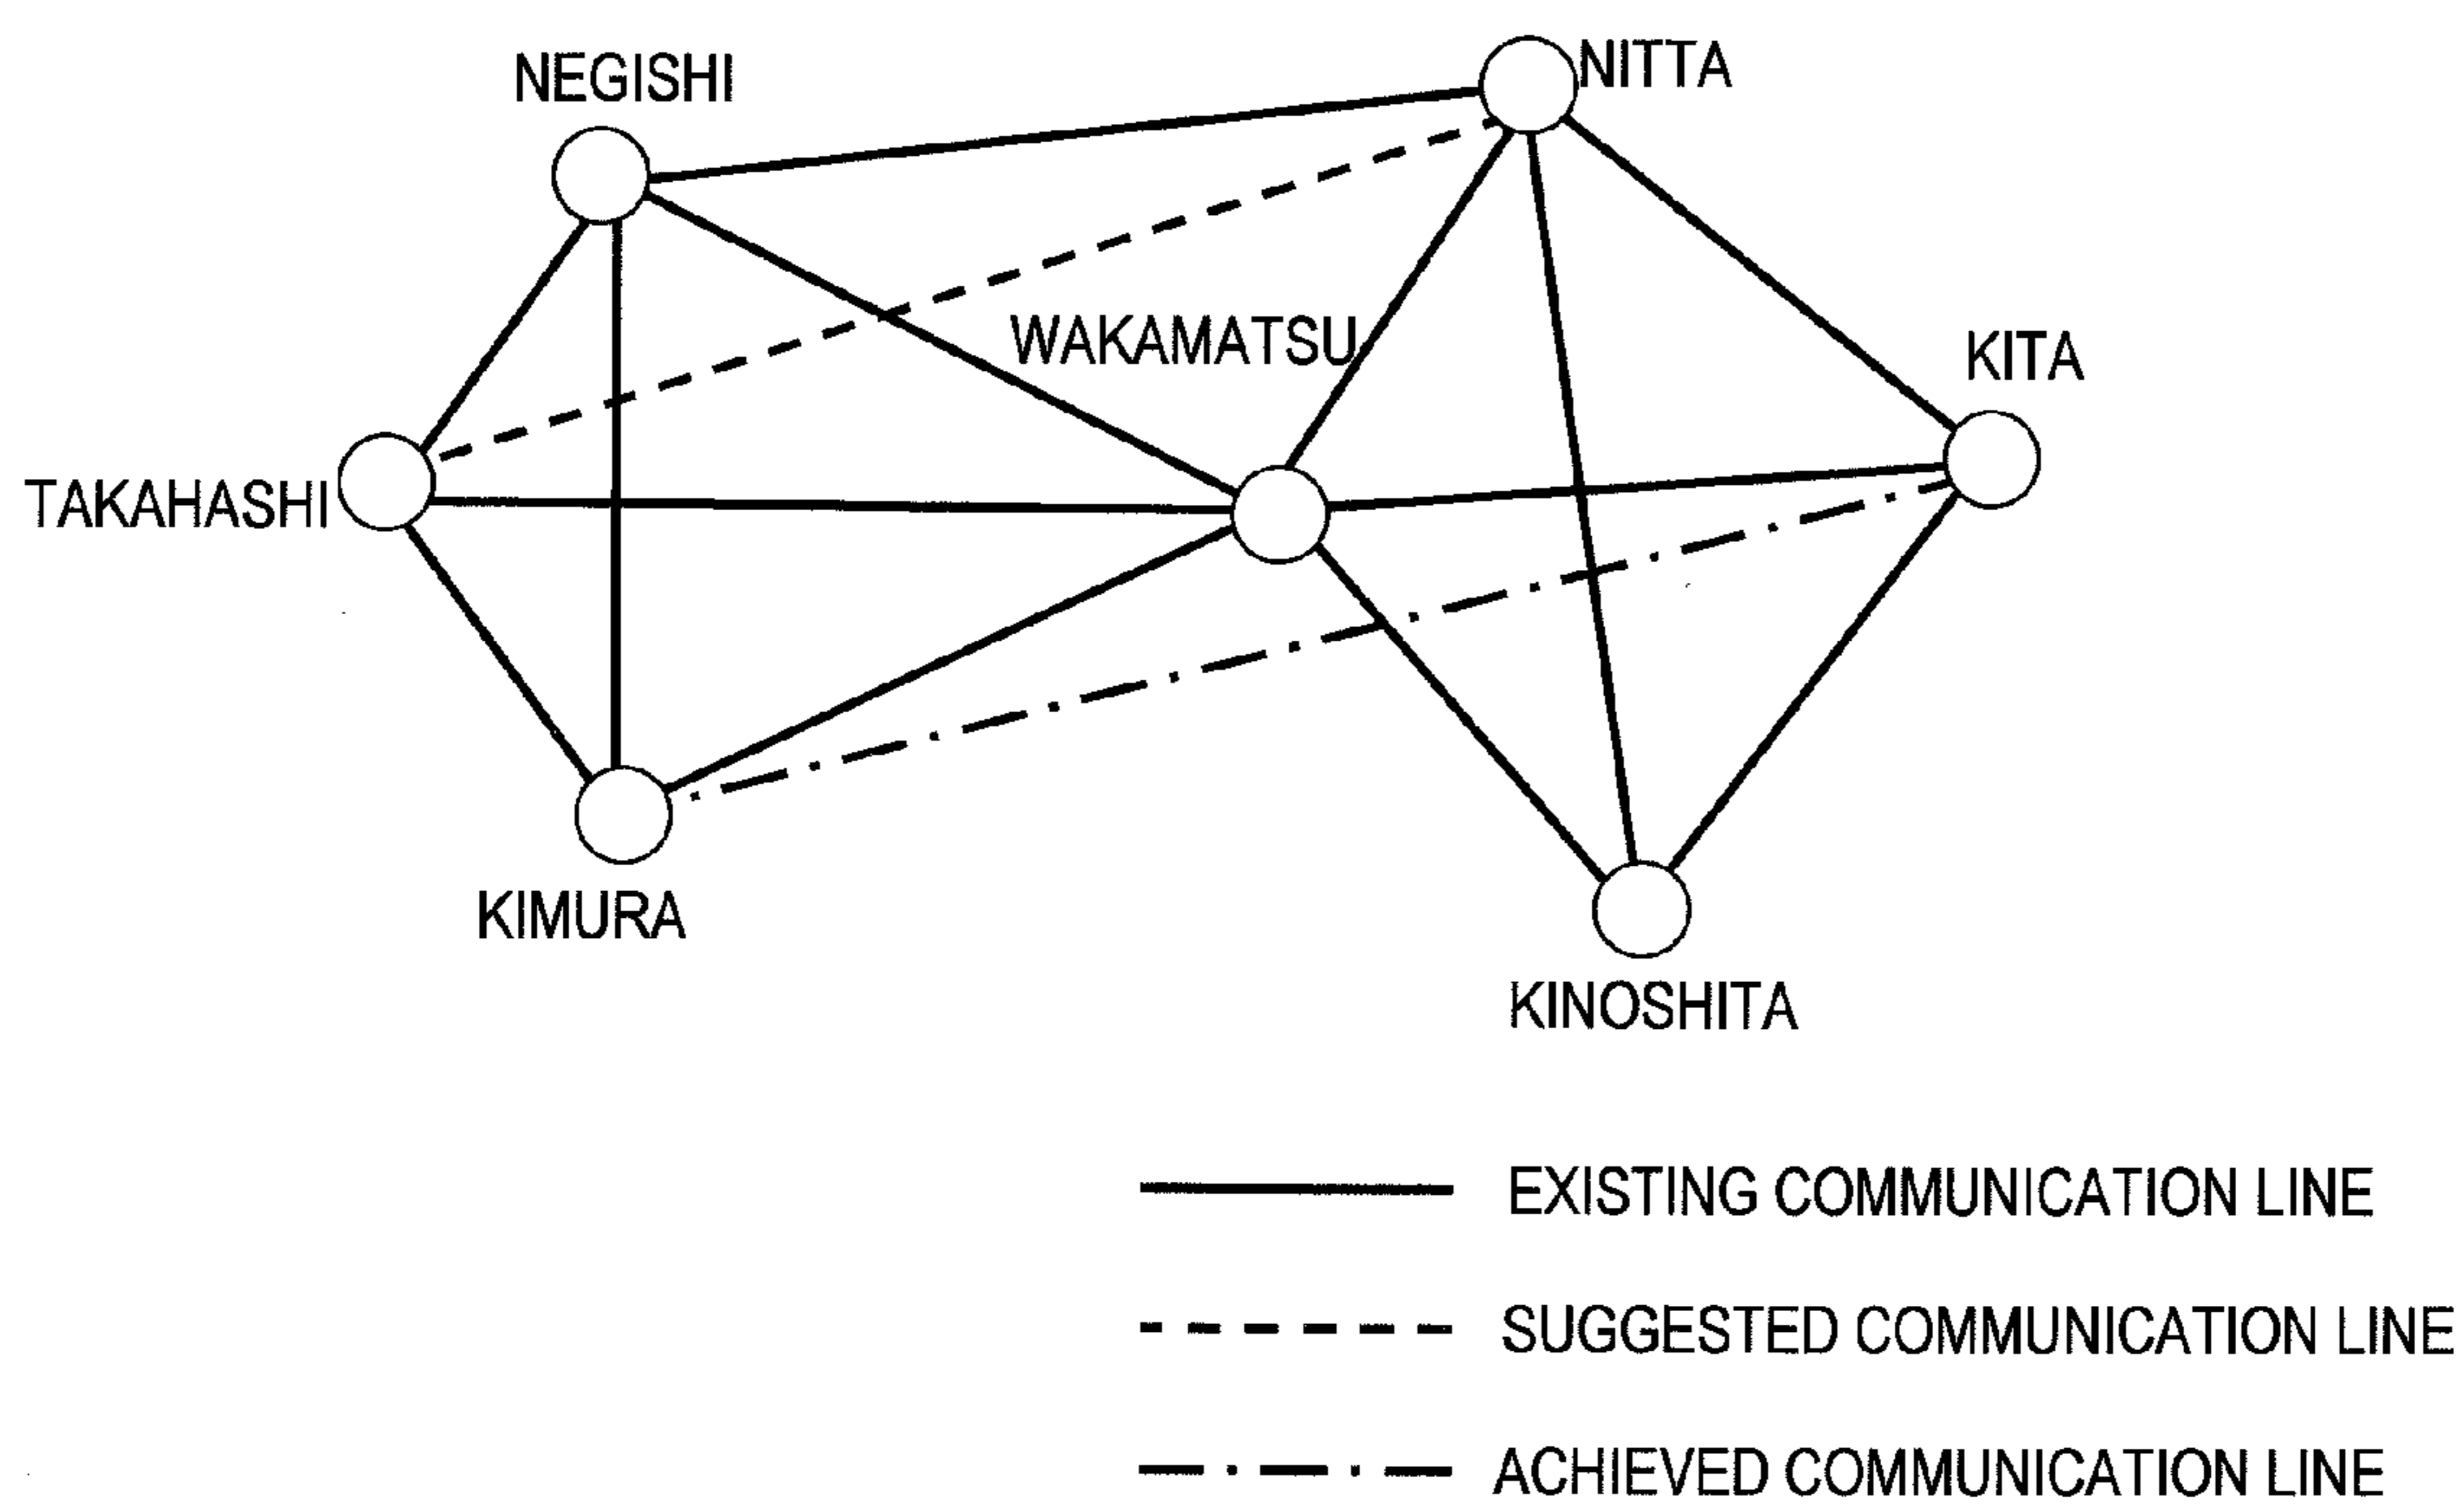 NEGISHI
NITTA
WAKAMATSU
KITA
TAKAHASHI
KIMURA
KINOSHITA
EXISTING COMMUNICATION LINE
SUGGESTED COMMUNICATION LINE
ACHIEVED COMMUNICATION LINE